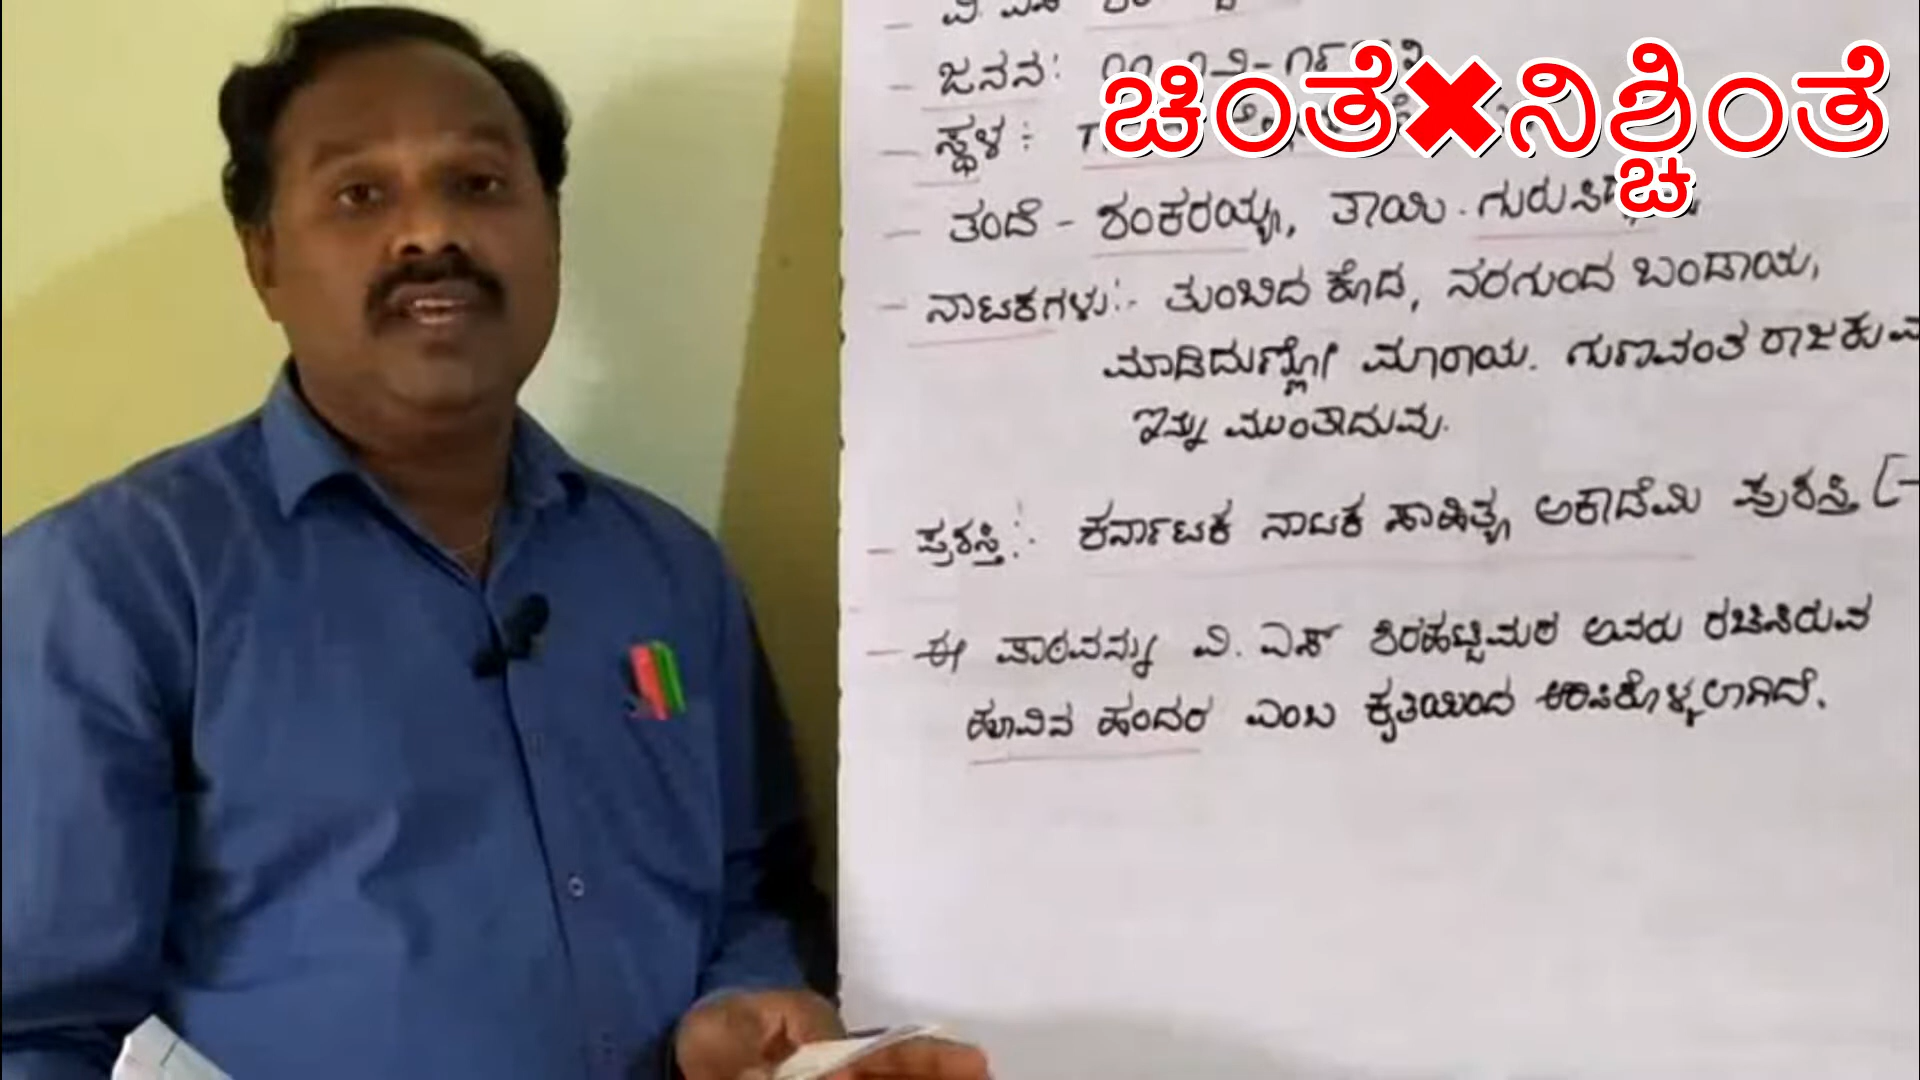 ಚಿಂತೆ✖ನಿಶ್ಚಿಂತೆ
ವಿ. ಎಸ್
ಜನನ:
ಸ್ಥಳ :
ತಂದೆ - ಶಂಕರಯ್ಯ, ತಾಯಿ - ಗುರುಸಿ
ನಾಟಕಗಳು:- ತುಂಬಿದ ಕೊಡ, ನರಗುಂದ ಬಂಡಾಯ,
ಮಾಡಿದುಣ್ಣೋ ಮಾರಾಯ. ಗುಣವಂತ ರಾಜಕುಮ
ಇನ್ನು ಮುಂತಾದುವು.
ಪ್ರಶಸ್ತಿ:- ಕರ್ನಾಟಕ ನಾಟಕ ಸಾಹಿತ್ಯ ಅಕಾಡೆಮಿ ಪ್ರಶಸ್ತಿ (-
ಈ ಪಾಠವನ್ನು ವಿ. ಎಸ್ ಶಿರಹಟ್ಟಿಮಠ ಅವರು ರಚಿಸಿರುವ
ಹೂವಿನ ಹಂದರ ಎಂಬ ಕೃತಿಯಿಂದ ಆರಿಸಿಕೊಳ್ಳಲಾಗಿದೆ.